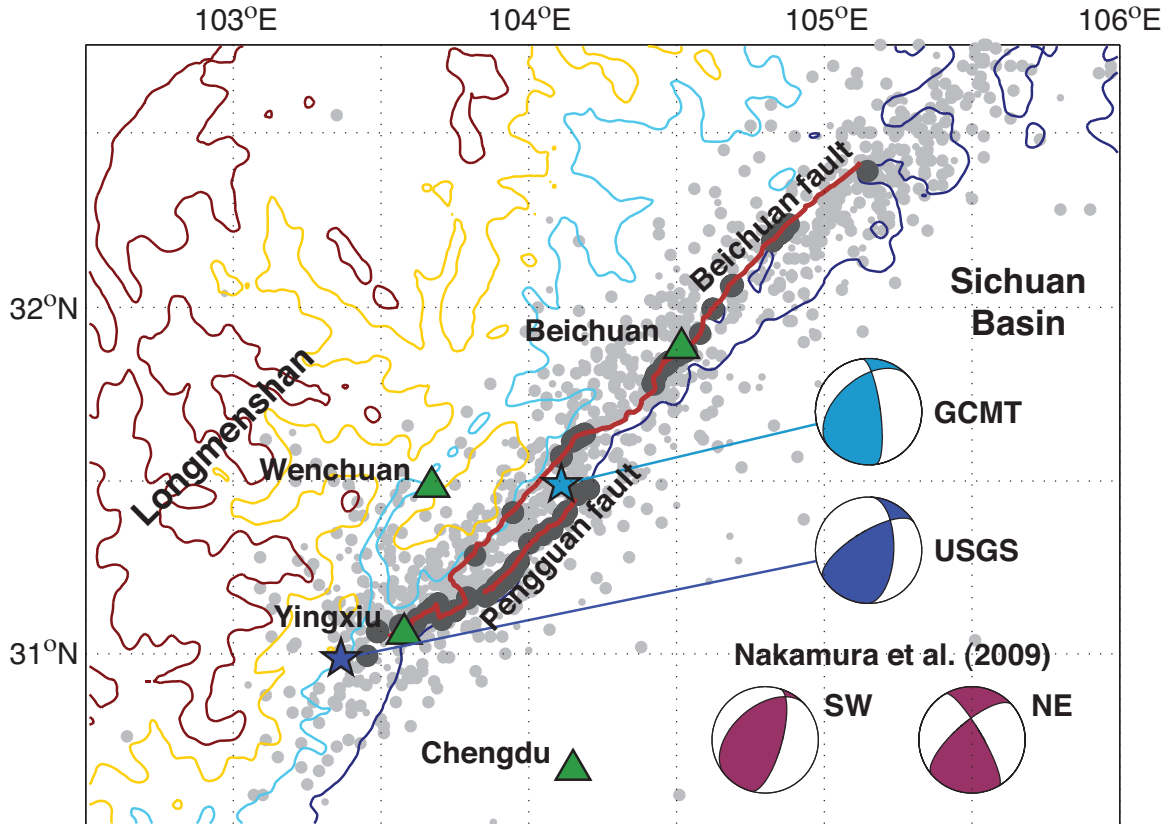 103°E
104°E
105°E
106°E
Beichuan fault
Sichuan
Basin
32°N
Beichuan
Longmenshan
GCMT
Wenchuan
Pengguan fault
USGS
Yingxiu
31°N
Nakamura et al. (2009)
SW
NE
Chengdu